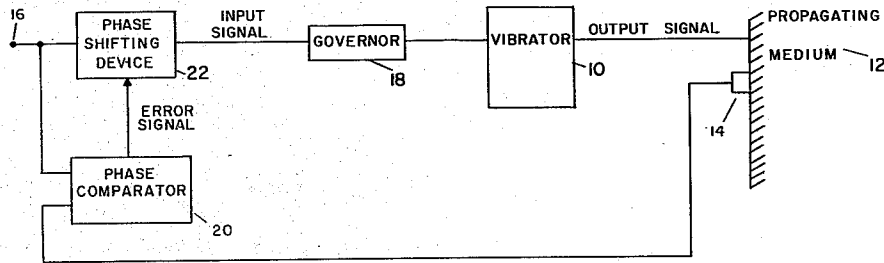 16
PHASE
SHIFTING
DEVICE
22
INPUT
SIGNAL
GOVERNOR
18
VIBRATOR
10
OUTPUT SIGNAL
PROPAGATING
MEDIUM
12
14
ERROR
SIGNAL
PHASE
COMPARATOR
20